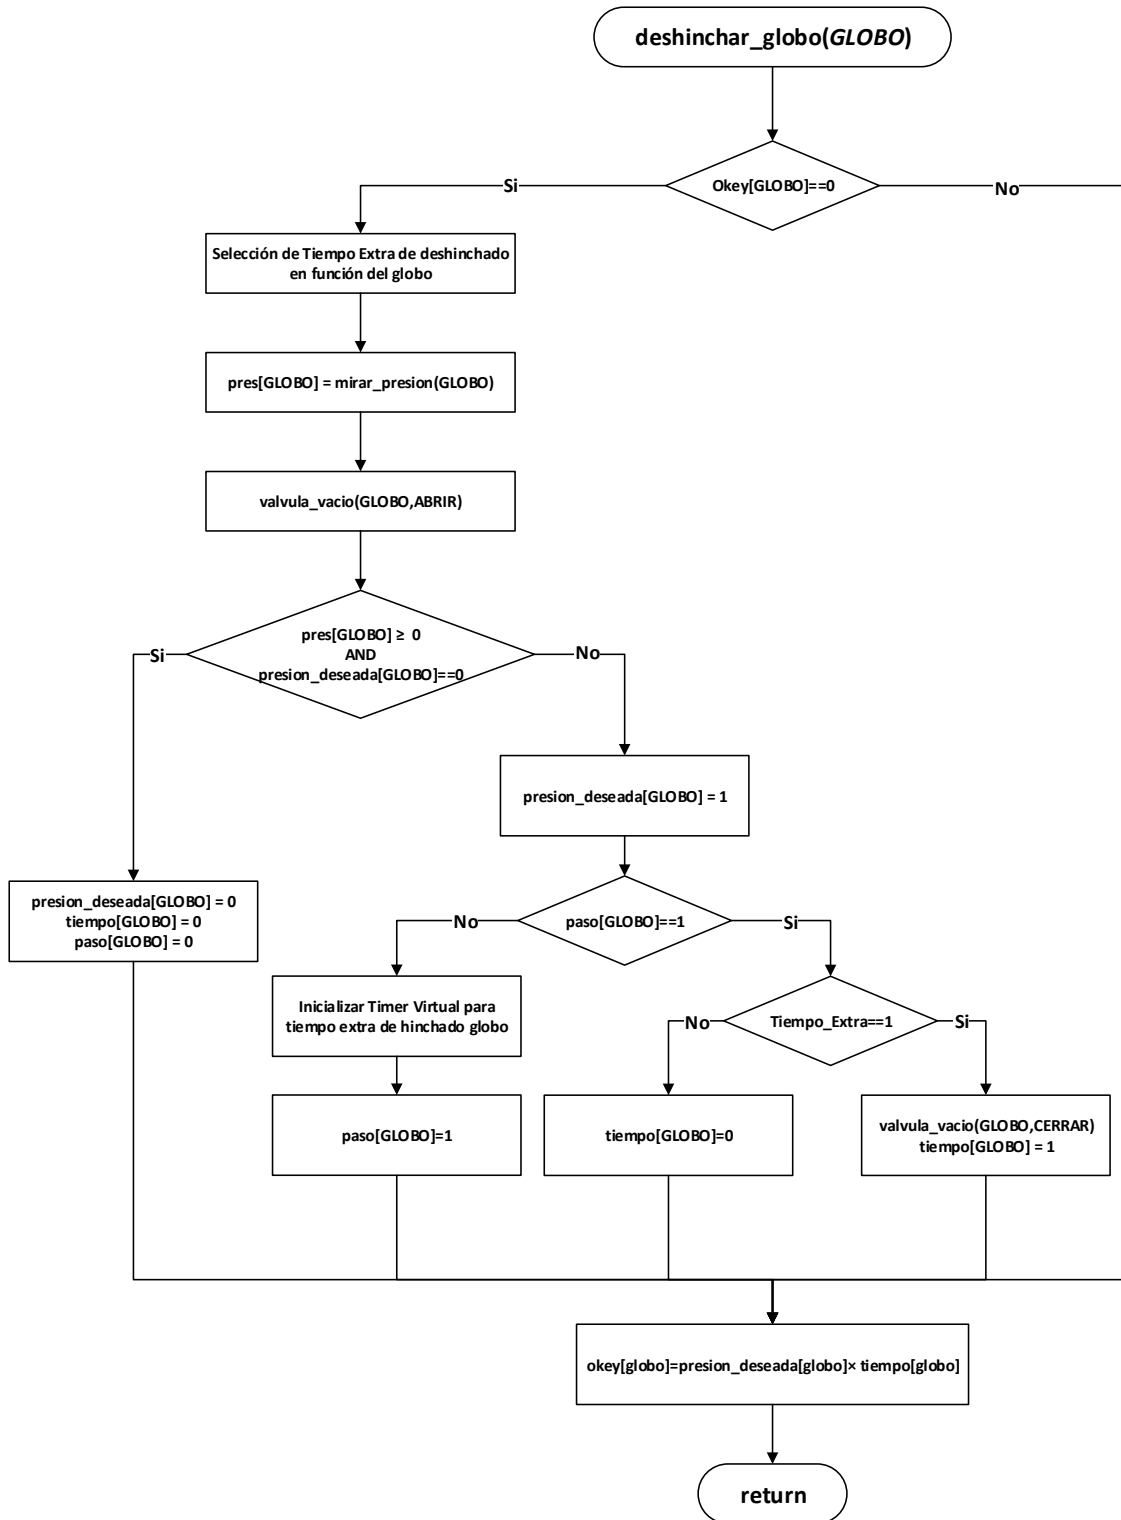 deshinchar_globo(GLOBO)
Okey[GLOBO]==0
Si
No
Selección de Tiempo Extra de deshinchado
en función del globo
pres[GLOBO] = mirar_presion(GLOBO)
valvula_vacio(GLOBO,ABRIR)
pres[GLOBO] ≥ 0
AND
presion_deseada[GLOBO]==0
Si
No
presion_deseada[GLOBO] = 1
presion_deseada[GLOBO] = 0
tiempo[GLOBO] = 0
paso[GLOBO] = 0
paso[GLOBO]==1
No
Si
Inicializar Timer Virtual para
tiempo extra de hinchado globo
Tiempo_Extra==1
No
Si
paso[GLOBO]=1
tiempo[GLOBO]=0
valvula_vacio(GLOBO,CERRAR)
tiempo[GLOBO] = 1
okey[globo]=presion_deseada[globo]× tiempo[globo]
return